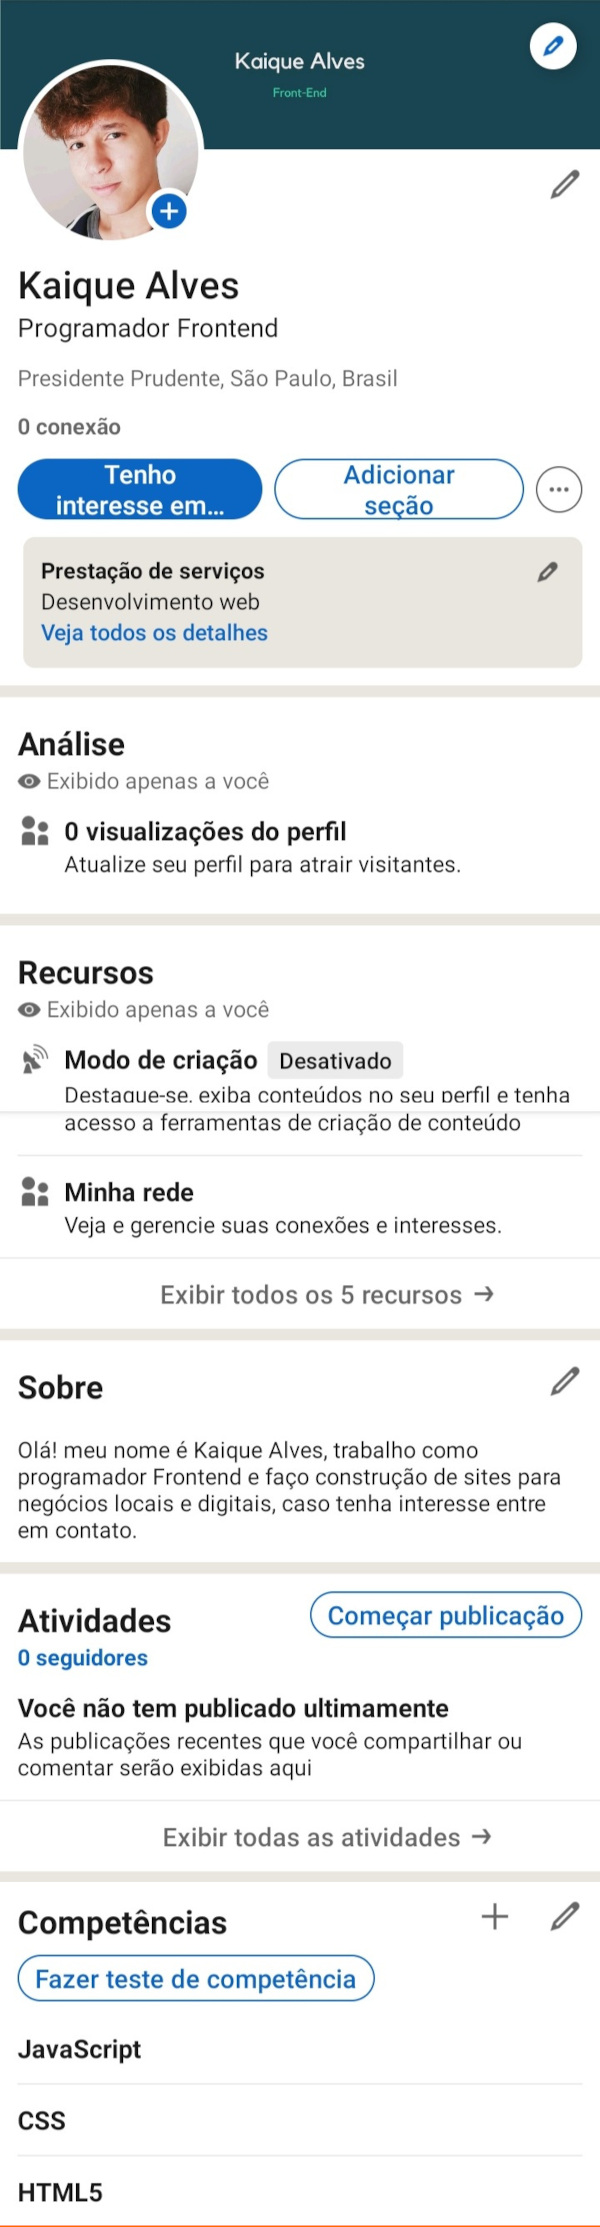 Kaique Alves
Front-End
Kaique Alves
Programador Frontend
Presidente Prudente, São Paulo, Brasil
0 conexão
Tenho
interesse em...
Adicionar
seção
Prestação de serviços
Desenvolvimento web
Veja todos os detalhes
Análise
Exibido apenas a você
0 visualizações do perfil
Atualize seu perfil para atrair visitantes.
Recursos
Exibido apenas a você
Modo de criação Desativado
Destaque-se, exiba conteúdos no seu perfil e tenha
acesso a ferramentas de criação de conteúdo
Minha rede
Veja e gerencie suas conexões e interesses.
Exibir todos os 5 recursos →
Sobre
Olá! meu nome é Kaique Alves, trabalho como
programador Frontend e faço construção de sites para
negócios locais e digitais, caso tenha interesse entre
em contato.
Atividades
Começar publicação
0 seguidores
Você não tem publicado ultimamente
As publicações recentes que você compartilhar ou
comentar serão exibidas aqui
Exibir todas as atividades →
Competências
Fazer teste de competência
JavaScript
CSS
HTML5